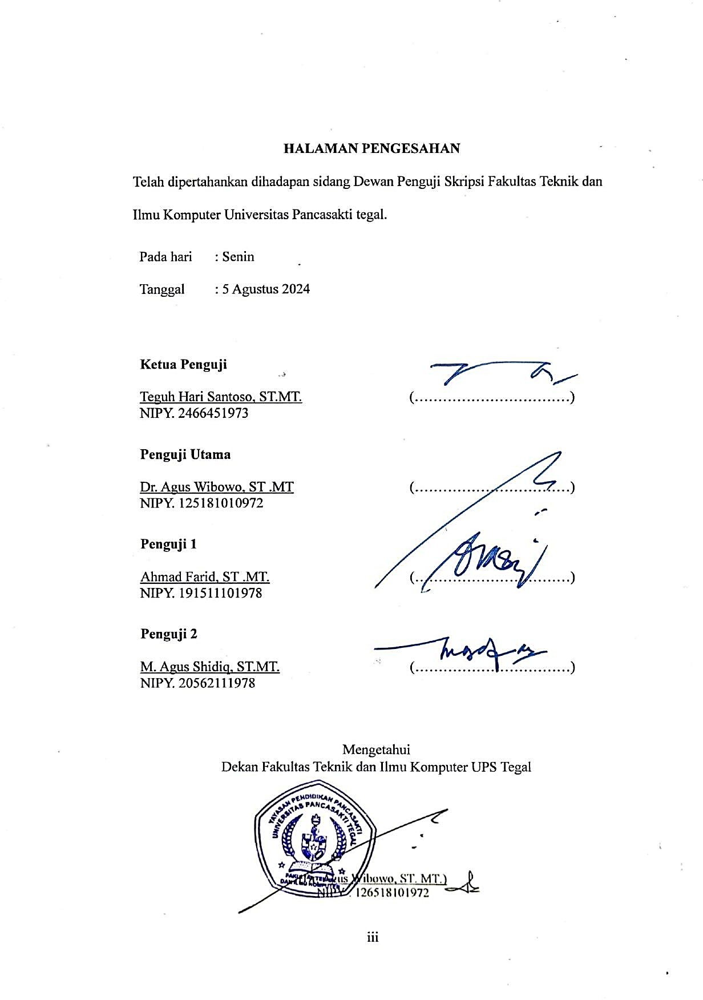 HALAMAN PENGESAHAN
Telah dipertahankan dihadapan sidang Dewan Penguji Skripsi Fakultas Teknik dan
Ilmu Komputer Universitas Pancasakti tegal.
Pada hari : Senin
Tanggal : 5 Agustus 2024
Ketua Penguji
Teguh Hari Santoso, ST.MT. (.................................)
NIPY. 2466451973
Penguji Utama
Dr. Agus Wibowo, ST .MT (.................................)
NIPY. 125181010972
Penguji 1
Ahmad Farid, ST .MT. (.................................)
NIPY. 191511101978
Penguji 2
M. Agus Shidiq, ST.MT. (.................................)
NIPY. 20562111978
Mengetahui
Dekan Fakultas Teknik dan Ilmu Komputer UPS Tegal
YAYASAN PENDIDIKAN PANCASAKTI
UNIVERSITAS PANCASAKTI TEGAL
FAKULTAS TEKNIK
DAN ILMU KOMPUTER
Agus Wibowo, ST. MT.)
NIPY. 126518101972
iii